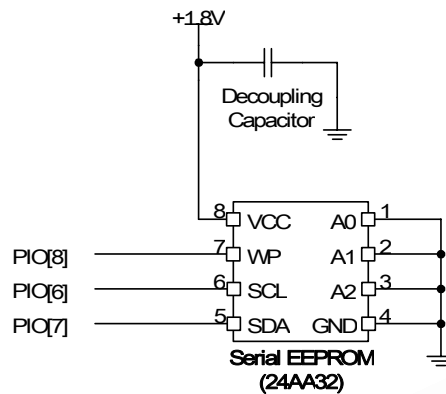 +1.8V
Decoupling
Capacitor
8 VCC A0 1
PIO[8] 7 WP A1 2
PIO[6] 6 SCL A2 3
PIO[7] 5 SDA GND 4
Serial EEPROM
(24AA32)